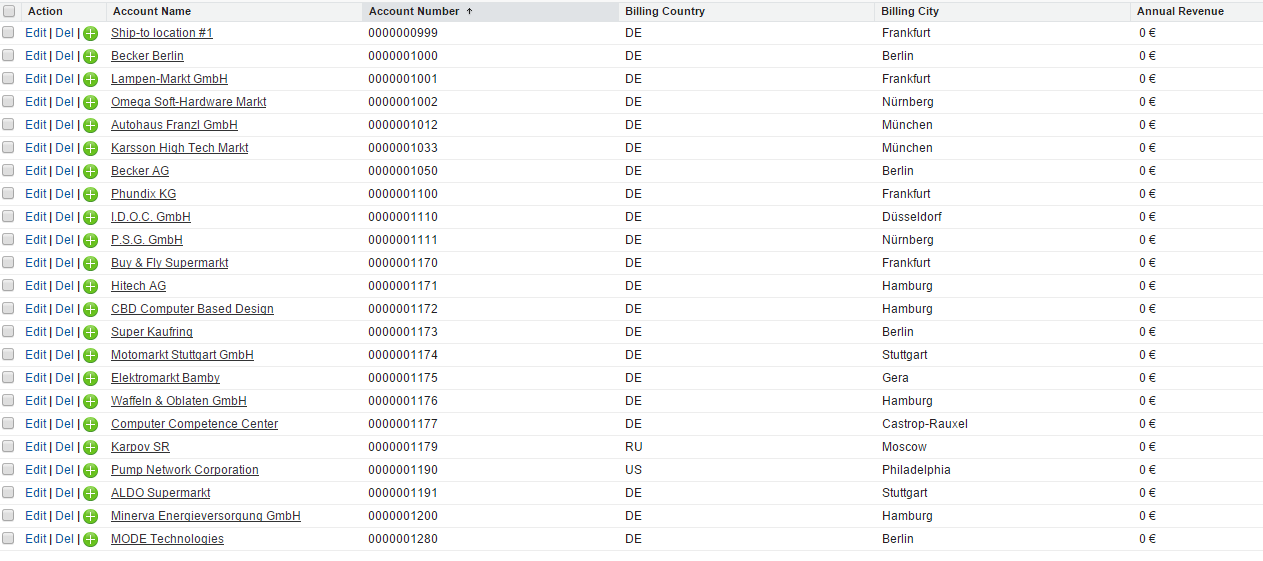 Action Account Name Account Number ↑ Billing Country Billing City Annual Revenue
Edit | Del | Ship-to location #1 0000000999 DE Frankfurt 0 €
Edit | Del | Becker Berlin 0000001000 DE Berlin 0 €
Edit | Del | Lampen-Markt GmbH 0000001001 DE Frankfurt 0 €
Edit | Del | Omega Soft-Hardware Markt 0000001002 DE Nürnberg 0 €
Edit | Del | Autohaus Franzl GmbH 0000001012 DE München 0 €
Edit | Del | Karsson High Tech Markt 0000001033 DE München 0 €
Edit | Del | Becker AG 0000001050 DE Berlin 0 €
Edit | Del | Phundix KG 0000001100 DE Frankfurt 0 €
Edit | Del | I.D.O.C. GmbH 0000001110 DE Düsseldorf 0 €
Edit | Del | P.S.G. GmbH 0000001111 DE Nürnberg 0 €
Edit | Del | Buy & Fly Supermarkt 0000001170 DE Frankfurt 0 €
Edit | Del | Hitech AG 0000001171 DE Hamburg 0 €
Edit | Del | CBD Computer Based Design 0000001172 DE Hamburg 0 €
Edit | Del | Super Kaufring 0000001173 DE Berlin 0 €
Edit | Del | Motomarkt Stuttgart GmbH 0000001174 DE Stuttgart 0 €
Edit | Del | Elektromarkt Bamby 0000001175 DE Gera 0 €
Edit | Del | Waffeln & Oblaten GmbH 0000001176 DE Hamburg 0 €
Edit | Del | Computer Competence Center 0000001177 DE Castrop-Rauxel 0 €
Edit | Del | Karpov SR 0000001179 RU Moscow 0 €
Edit | Del | Pump Network Corporation 0000001190 US Philadelphia 0 €
Edit | Del | ALDO Supermarkt 0000001191 DE Stuttgart 0 €
Edit | Del | Minerva Energieversorgung GmbH 0000001200 DE Hamburg 0 €
Edit | Del | MODE Technologies 0000001280 DE Berlin 0 €